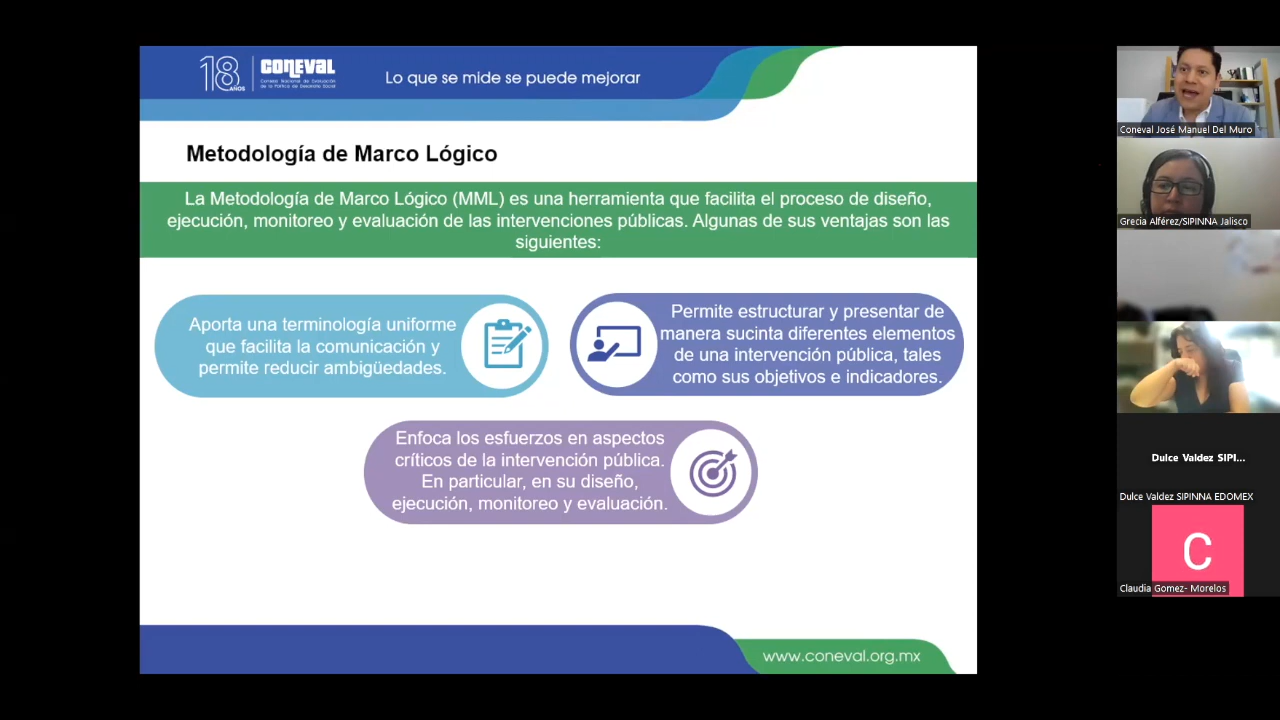 18
AÑOS
CONEVAL
Consejo Nacional de Evaluación
de la Política de Desarrollo Social
Lo que se mide se puede mejorar
Metodología de Marco Lógico
La Metodología de Marco Lógico (MML) es una herramienta que facilita el proceso de diseño,
ejecución, monitoreo y evaluación de las intervenciones públicas. Algunas de sus ventajas son las
siguientes:
Aporta una terminología uniforme
que facilita la comunicación y
permite reducir ambigüedades.
Permite estructurar y presentar de
manera sucinta diferentes elementos
de una intervención pública, tales
como sus objetivos e indicadores.
Enfoca los esfuerzos en aspectos
críticos de la intervención pública.
En particular, en su diseño,
ejecución, monitoreo y evaluación.
www.coneval.org.mx
Coneval José Manuel Del Muro
Grecia Alférez/SIPINNA Jalisco
Dulce Valdez SIPI...
Dulce Valdez SIPINNA EDOMEX
C
Claudia Gomez- Morelos